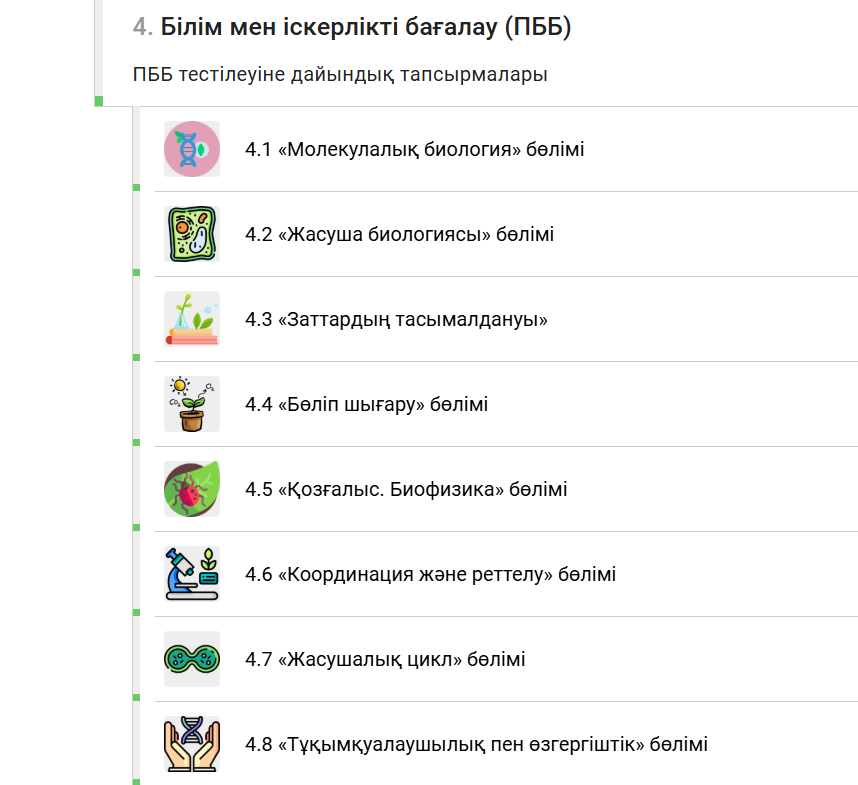 4. Білім мен іскерлікті бағалау (ПББ)
ПББ тестілеуіне дайындық тапсырмалары
4.1 «Молекулалық биология» бөлімі
4.2 «Жасуша биологиясы» бөлімі
4.3 «Заттардың тасымалдануы»
4.4 «Бөліп шығару» бөлімі
4.5 «Қозғалыс. Биофизика» бөлімі
4.6 «Координация және реттелу» бөлімі
4.7 «Жасушалық цикл» бөлімі
4.8 «Тұқымқуалаушылық пен өзгергіштік» бөлімі